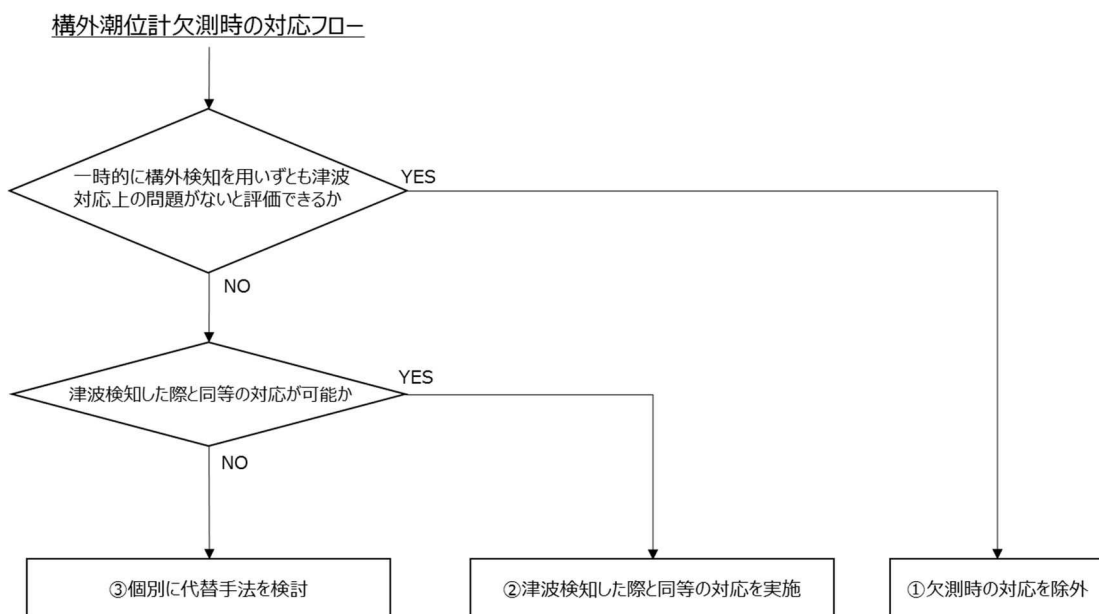 構外潮位計欠測時の対応フロー
一時的に構外検知を用いずとも津波
対応上の問題がないと評価できるか
YES
NO
津波検知した際と同等の対応が可能か
YES
NO
③個別に代替手法を検討
②津波検知した際と同等の対応を実施
①欠測時の対応を除外